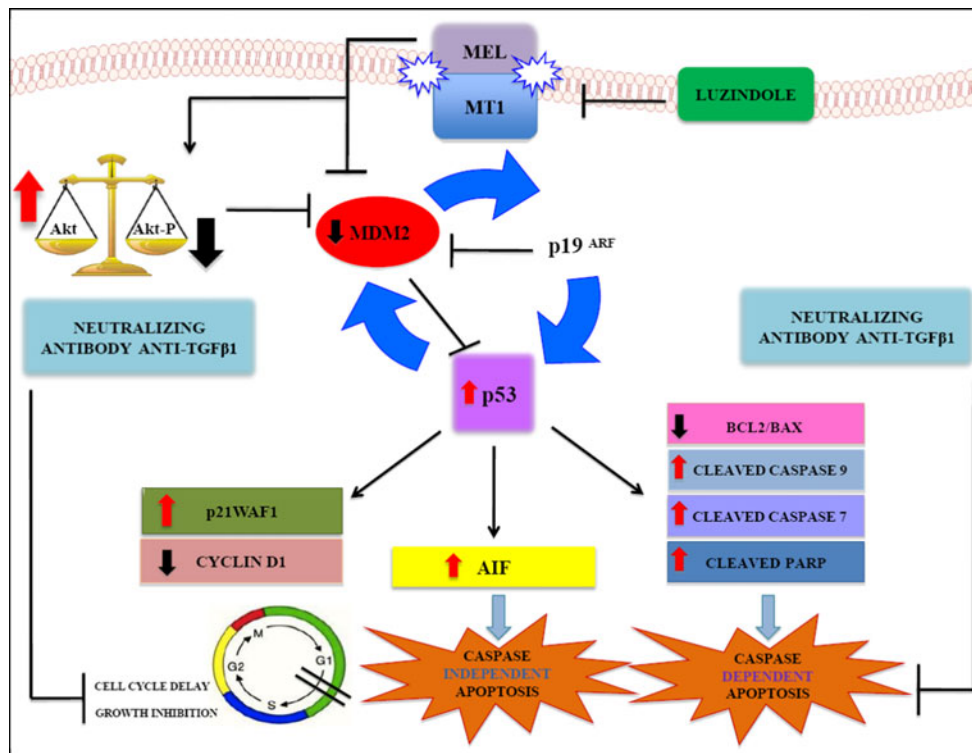 MEL
MT1
LUZINDOLE
Akt
Akt-P
MDM2
p19 ARF
NEUTRALIZING
ANTIBODY ANTI-TGFβ1
NEUTRALIZING
ANTIBODY ANTI-TGFβ1
p53
BCL2/BAX
CLEAVED CASPASE 9
CLEAVED CASPASE 7
CLEAVED PARP
p21WAF1
CYCLIN D1
AIF
M
G1
G2
S
CELL CYCLE DELAY
GROWTH INHIBITION
CASPASE
INDEPENDENT
APOPTOSIS
CASPASE
DEPENDENT
APOPTOSIS